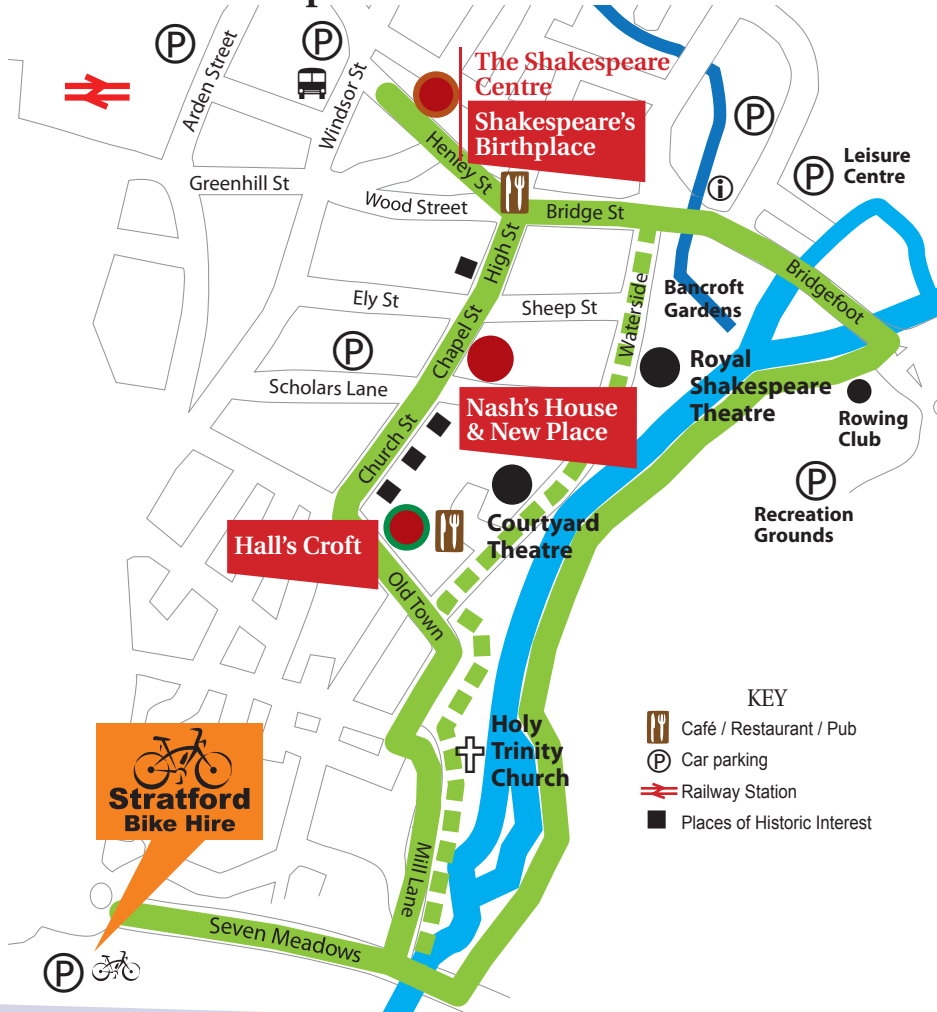 P
P
Arden Street
Windsor St
The Shakespeare
Centre
Shakespeare's
Birthplace
P
i
P
Leisure
Centre
Greenhill St
Henley St
Wood Street
Bridge St
High St
Bridgefoot
Ely St
Sheep St
Waterside
Bancroft
Gardens
P
Chapel St
Scholars Lane
Royal
Shakespeare
Theatre
Nash's House
& New Place
Rowing
Club
Church St
P
Recreation
Grounds
Courtyard
Theatre
Hall's Croft
Old Town
Holy
Trinity
Church
Stratford
Bike Hire
Mill Lane
Seven Meadows
P
KEY
Café / Restaurant / Pub
P Car parking
Railway Station
Places of Historic Interest